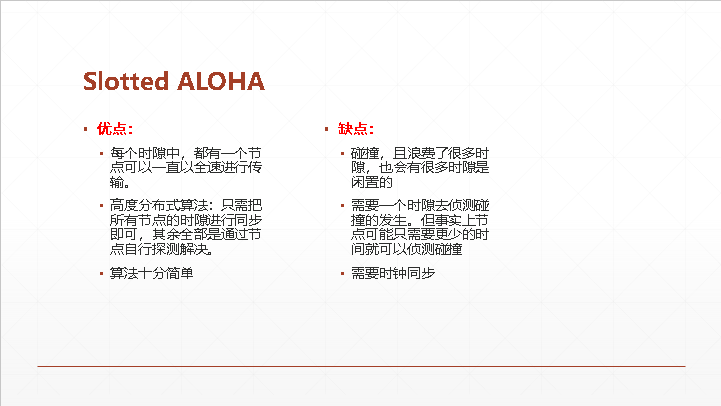 Slotted ALOHA
优点：
每个时隙中，都有一个节
点可以一直以全速进行传
输。
高度分布式算法：只需把
所有节点的时隙进行同步
即可，其余全部是通过节
点自行探测解决。
算法十分简单
缺点：
碰撞，且浪费了很多时
隙，也会有很多时隙是
闲置的
需要一个时隙去侦测碰
撞的发生。但事实上节
点可能只需要更少的时
间就可以侦测碰撞
需要时钟同步